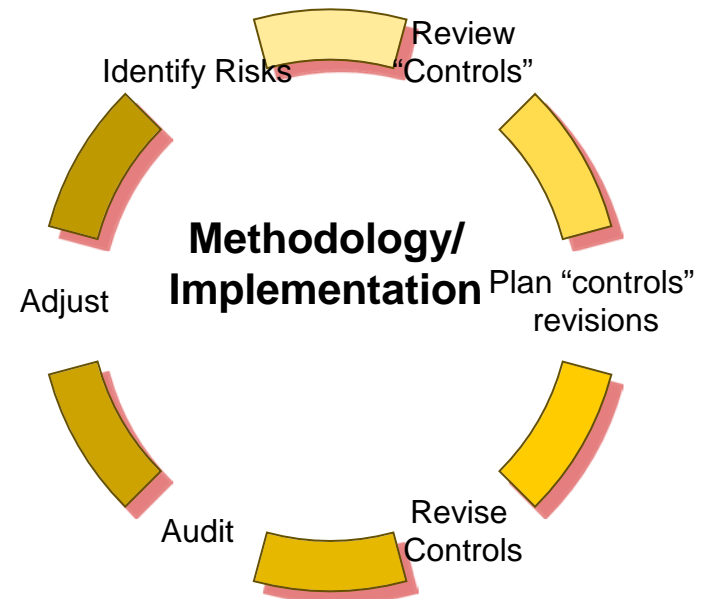 Review
“Controls”
Identify Risks
Methodology/
Implementation
Plan “controls”
revisions
Adjust
Revise
Controls
Audit